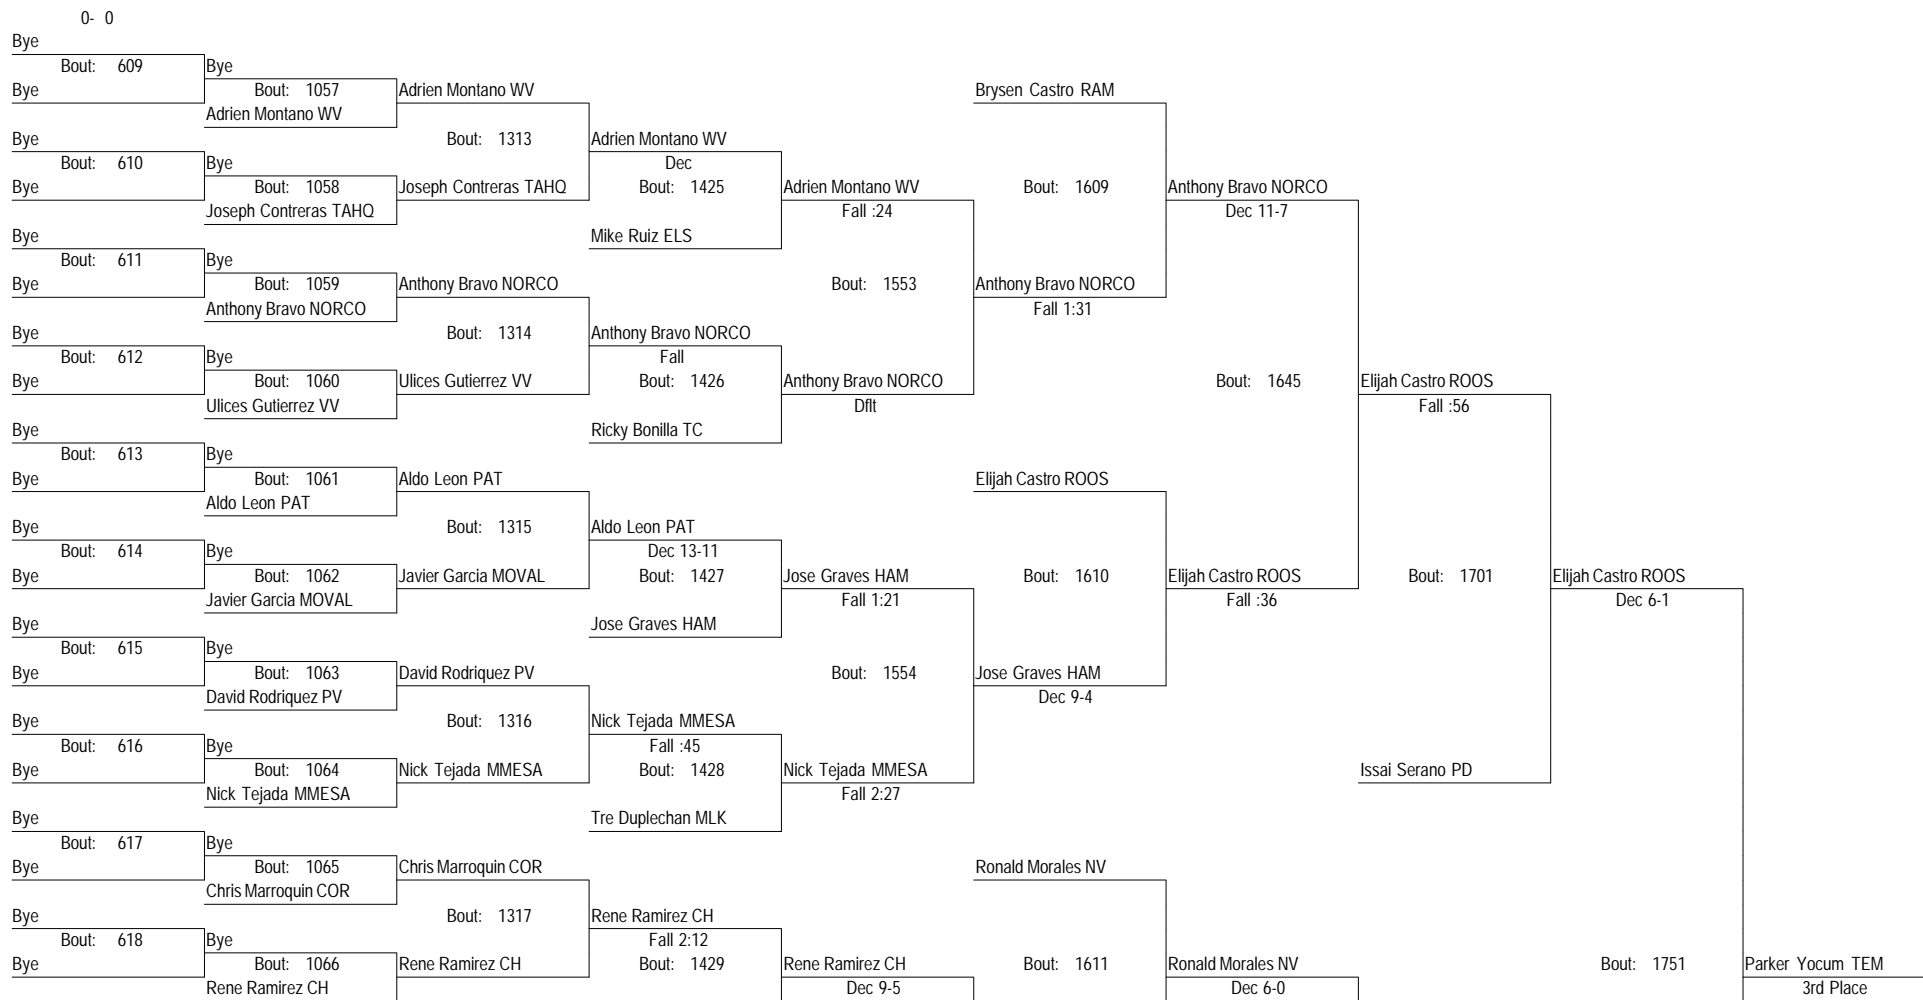 0- 0
Bye
Bout: 609 Bye
Bye Bout: 1057 Adrien Montano WV Brysen Castro RAM
Adrien Montano WV
Bye Bout: 1313 Adrien Montano WV
Bout: 610 Bye Dec
Bye Bout: 1058 Joseph Contreras TAHQ Bout: 1425 Adrien Montano WV Bout: 1609 Anthony Bravo NORCO
Joseph Contreras TAHQ Fall :24 Dec 11-7
Bye Mike Ruiz ELS
Bout: 611 Bye
Bye Bout: 1059 Anthony Bravo NORCO Bout: 1553 Anthony Bravo NORCO
Anthony Bravo NORCO Fall 1:31
Bye Bout: 1314 Anthony Bravo NORCO
Bout: 612 Bye Fall
Bye Bout: 1060 Ulices Gutierrez VV Bout: 1426 Anthony Bravo NORCO Bout: 1645 Elijah Castro ROOS
Ulices Gutierrez VV Dflt Fall :56
Bye Ricky Bonilla TC
Bout: 613 Bye
Bye Bout: 1061 Aldo Leon PAT Elijah Castro ROOS
Aldo Leon PAT
Bye Bout: 1315 Aldo Leon PAT
Bout: 614 Bye Dec 13-11
Bye Bout: 1062 Javier Garcia MOVAL Bout: 1427 Jose Graves HAM Bout: 1610 Elijah Castro ROOS Bout: 1701 Elijah Castro ROOS
Javier Garcia MOVAL Fall 1:21 Fall :36 Dec 6-1
Bye Jose Graves HAM
Bout: 615 Bye
Bye Bout: 1063 David Rodriquez PV Bout: 1554 Jose Graves HAM
David Rodriquez PV Dec 9-4
Bye Bout: 1316 Nick Tejada MMESA
Bout: 616 Bye Fall :45
Bye Bout: 1064 Nick Tejada MMESA Bout: 1428 Nick Tejada MMESA Issai Serano PD
Nick Tejada MMESA Fall 2:27
Bye Tre Duplechan MLK
Bout: 617 Bye
Bye Bout: 1065 Chris Marroquin COR Ronald Morales NV
Chris Marroquin COR
Bye Bout: 1317 Rene Ramirez CH
Bout: 618 Bye Fall 2:12
Bye Bout: 1066 Rene Ramirez CH Bout: 1429 Rene Ramirez CH Bout: 1611 Ronald Morales NV Bout: 1751 Parker Yocum TEM
Rene Ramirez CH Dec 9-5 Dec 6-0 3rd Place